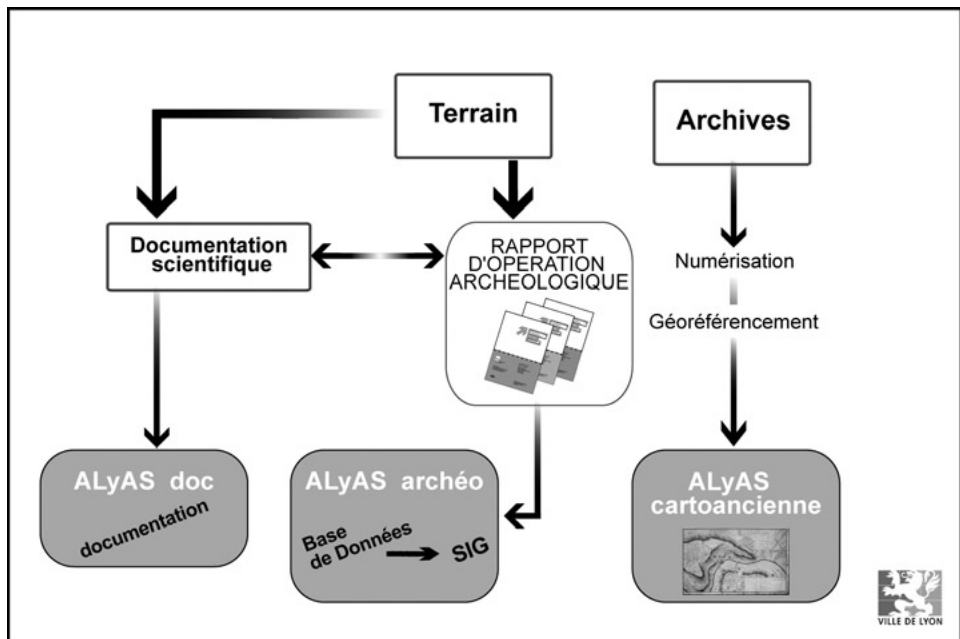 Terrain
Archives
Documentation
scientifique
RAPPORT
D'OPERATION
ARCHEOLOGIQUE
Numérisation
Géoréférencement
ALyAS doc
documentation
ALyAS archéo
Base
de Données
SIG
ALyAS
cartoancienne
VILLE DE LYON